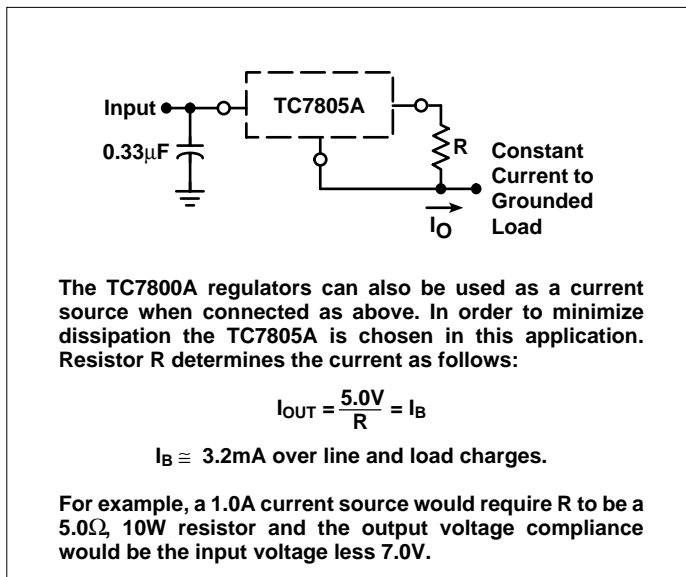 TC7805A
Input
0.33μF
R
Constant
Current to
Grounded
Load
IO
The TC7800A regulators can also be used as a current
source when connected as above. In order to minimize
dissipation the TC7805A is chosen in this application.
Resistor R determines the current as follows:
IOUT = 5.0V/R = IB
IB ≅ 3.2mA over line and load charges.
For example, a 1.0A current source would require R to be a
5.0Ω, 10W resistor and the output voltage compliance
would be the input voltage less 7.0V.